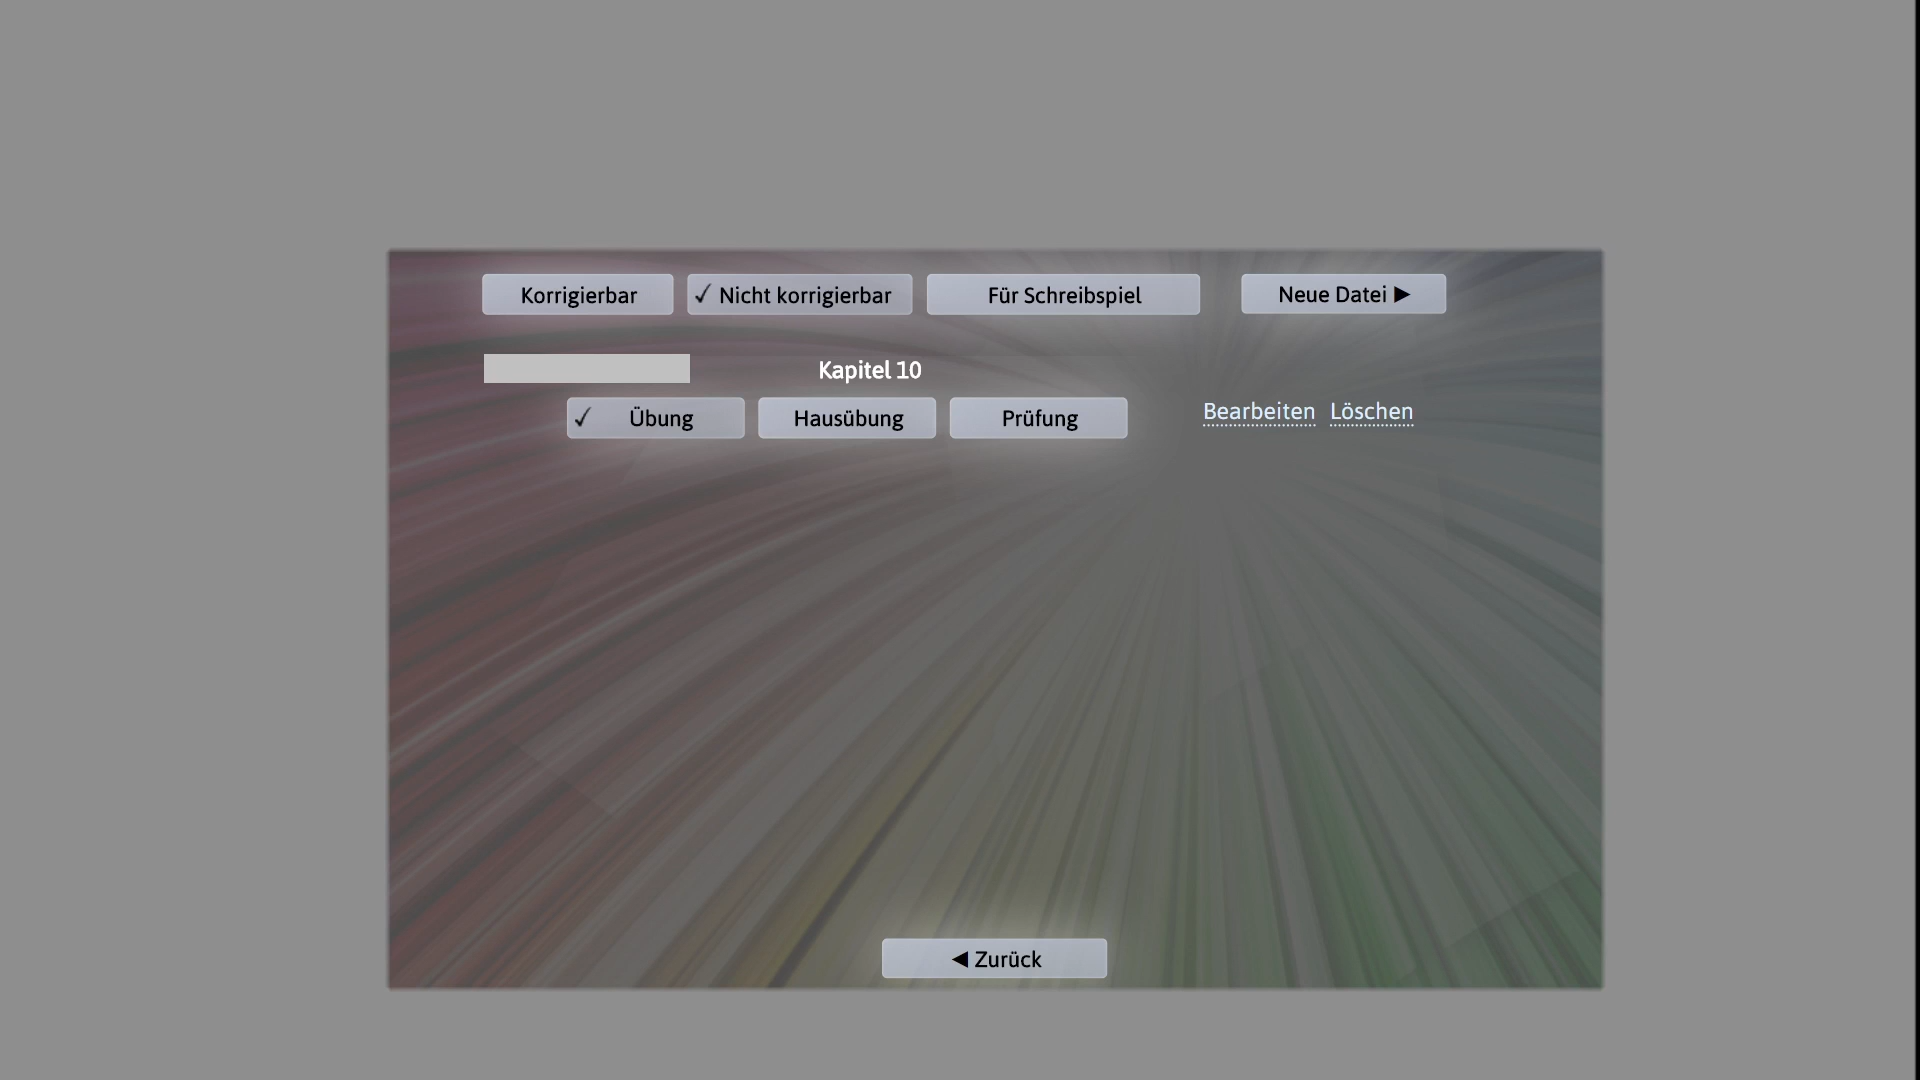 Korrigierbar ✓ Nicht korrigierbar Für Schreibspiel Neue Datei ▶
Kapitel 10
✓ Übung Hausübung Prüfung Bearbeiten Löschen
◀ Zurück